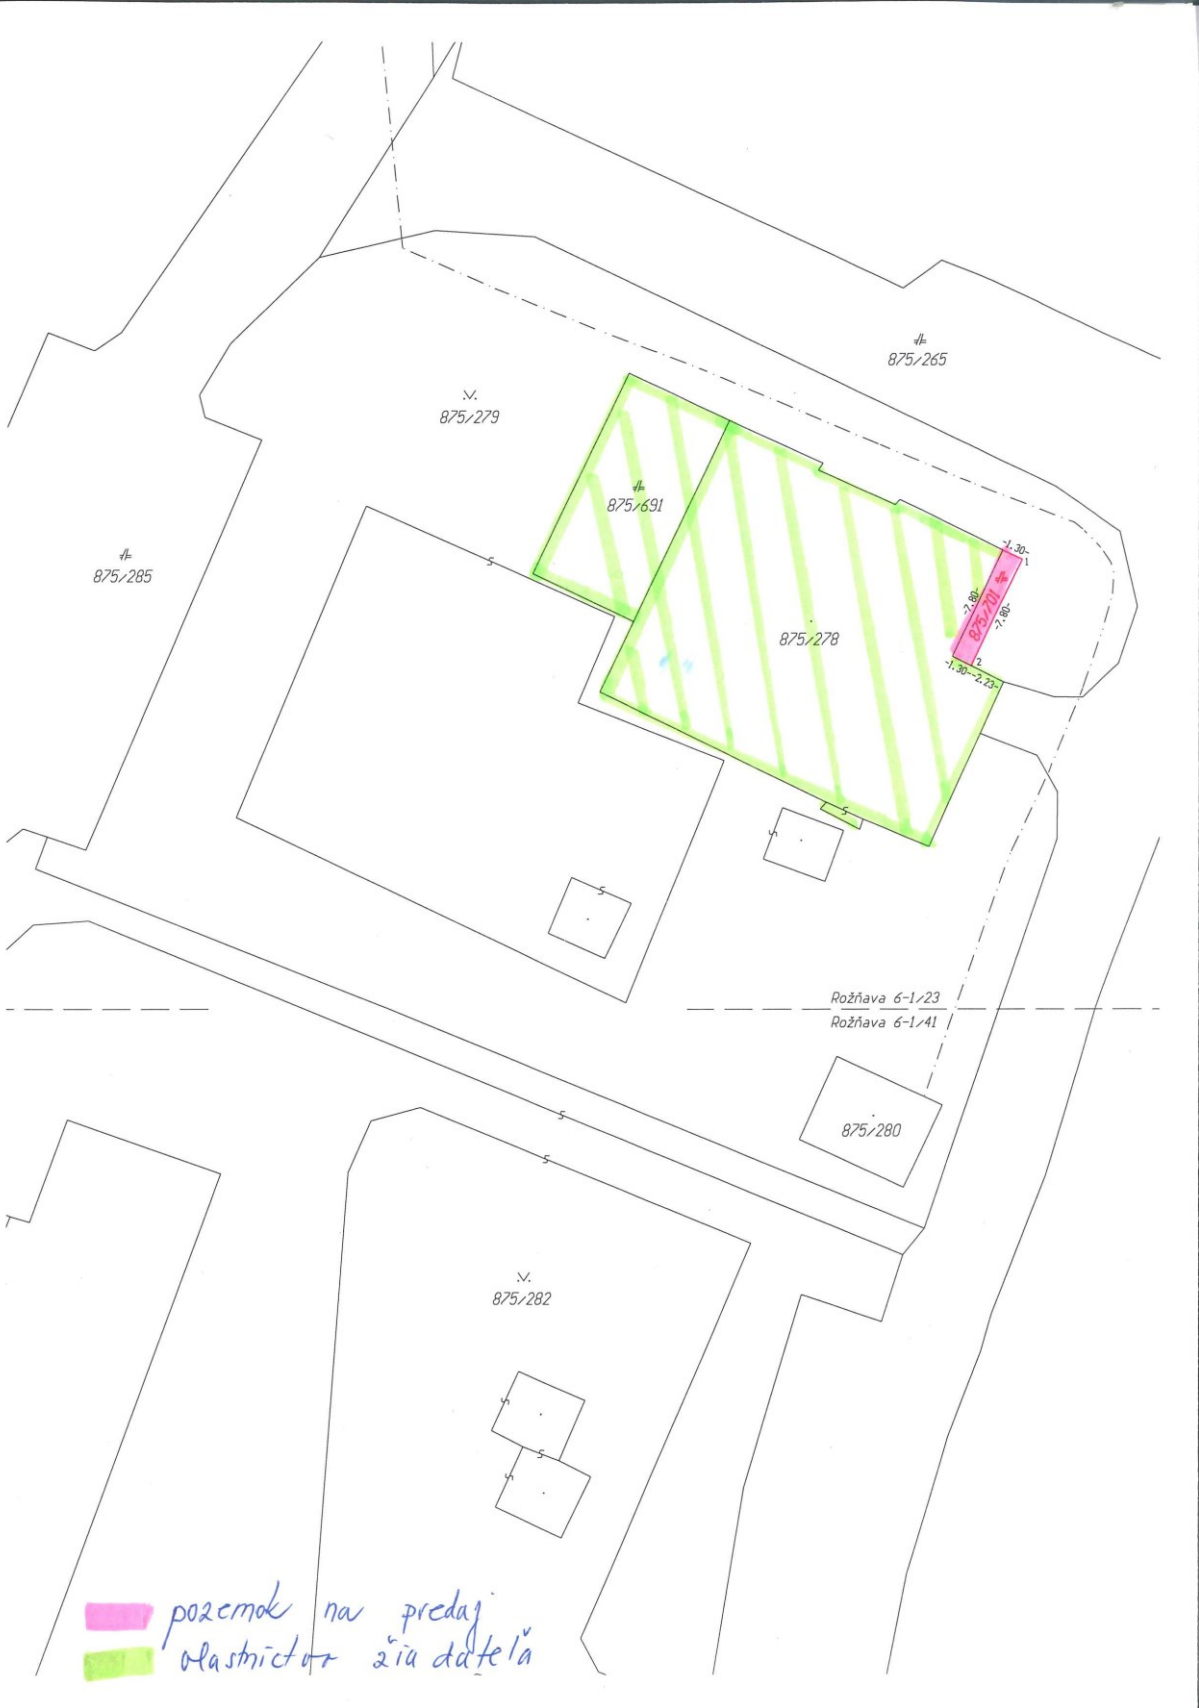 875/265
875/279
875/691
875/285
-1.30-
1
-7.80-
875/701
-7.80-
875/278
2
-1.30-
-2.23-
S
S
S
S
S
Rožňava 6-1/23
Rožňava 6-1/41
875/280
S
S
875/282
S
S
S
pozemok na predaj
vlastníctvo žiadateľa